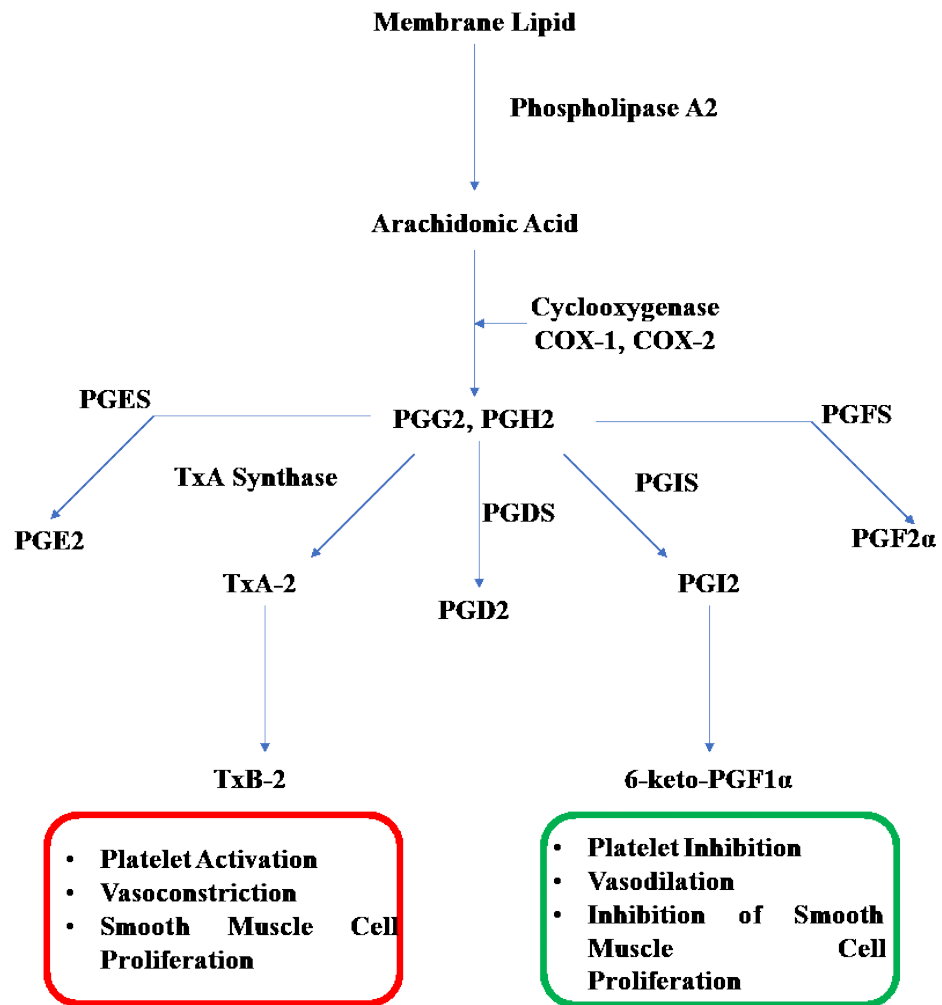 Membrane Lipid
Phospholipase A2
Arachidonic Acid
Cyclooxygenase
COX-1, COX-2
PGES
PGG2, PGH2
PGFS
TxA Synthase
PGDS
PGIS
PGE2
PGF2α
TxA-2
PGD2
PGI2
TxB-2
6-keto-PGF1α
• Platelet Activation
• Vasoconstriction
• Smooth Muscle Cell
Proliferation
• Platelet Inhibition
• Vasodilation
• Inhibition of Smooth
Muscle Cell
Proliferation